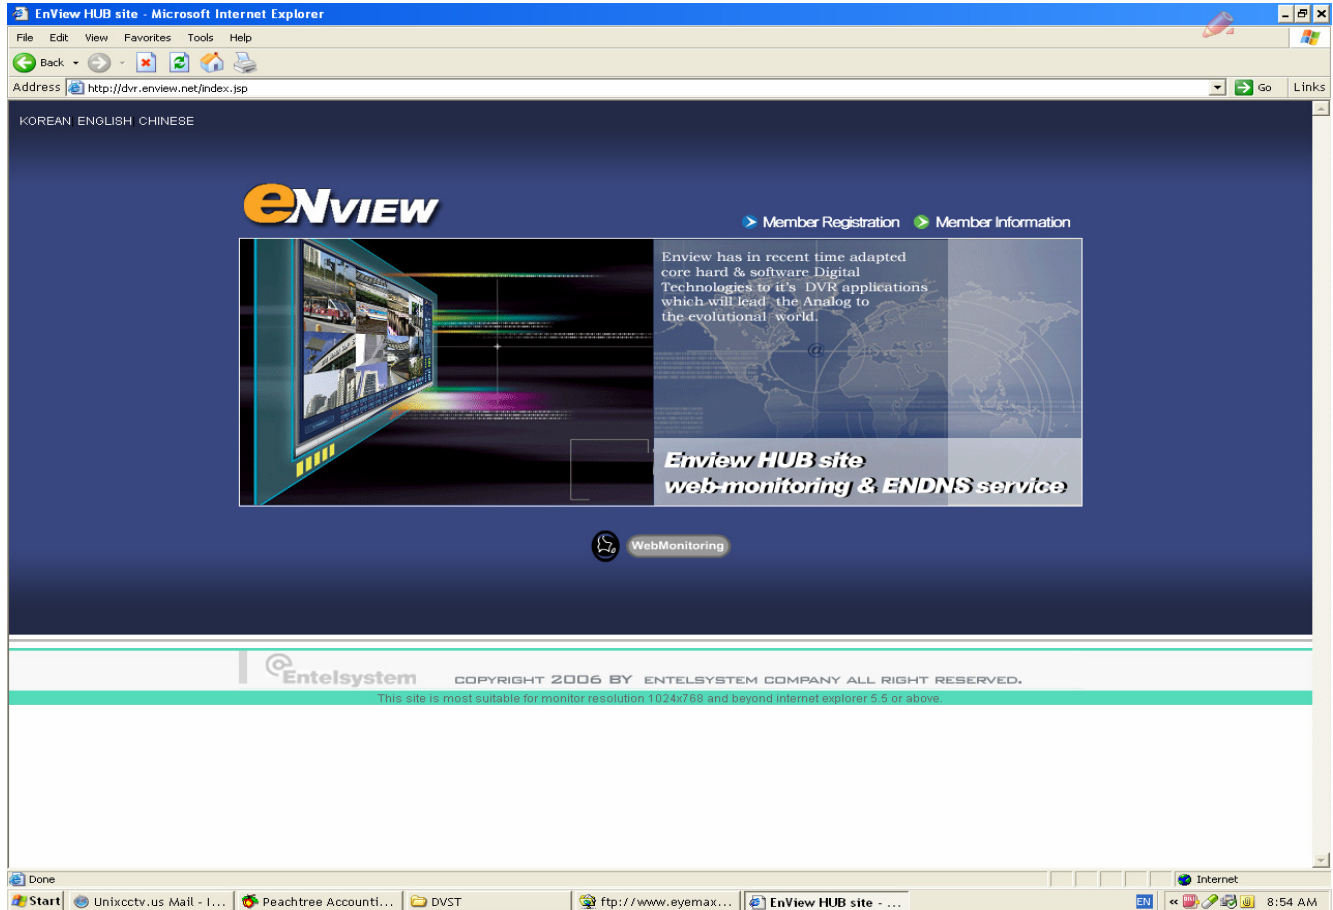 EnView HUB site - Microsoft Internet Explorer
File Edit View Favorites Tools Help
Back
Address http://dvr.enview.net/index.jsp Go Links
KOREAN ENGLISH CHINESE
eNVIEW
Member Registration Member Information
Enview has in recent time adapted
core hard & software Digital
Technologies to it's DVR applications
which will lead the Analog to
the evolutional world.
@
Enview HUB site
web-monitoring & ENDNS service
WebMonitoring
@Entelsystem COPYRIGHT 2006 BY ENTELSYSTEM COMPANY ALL RIGHT RESERVED.
This site is most suitable for monitor resolution 1024x768 and beyond internet explorer 5.5 or above.
Done Internet
Start Unixcctv.us Mail - I... Peachtree Accounti... DVST ftp://www.eyemax... EnView HUB site - ... EN « 8:54 AM